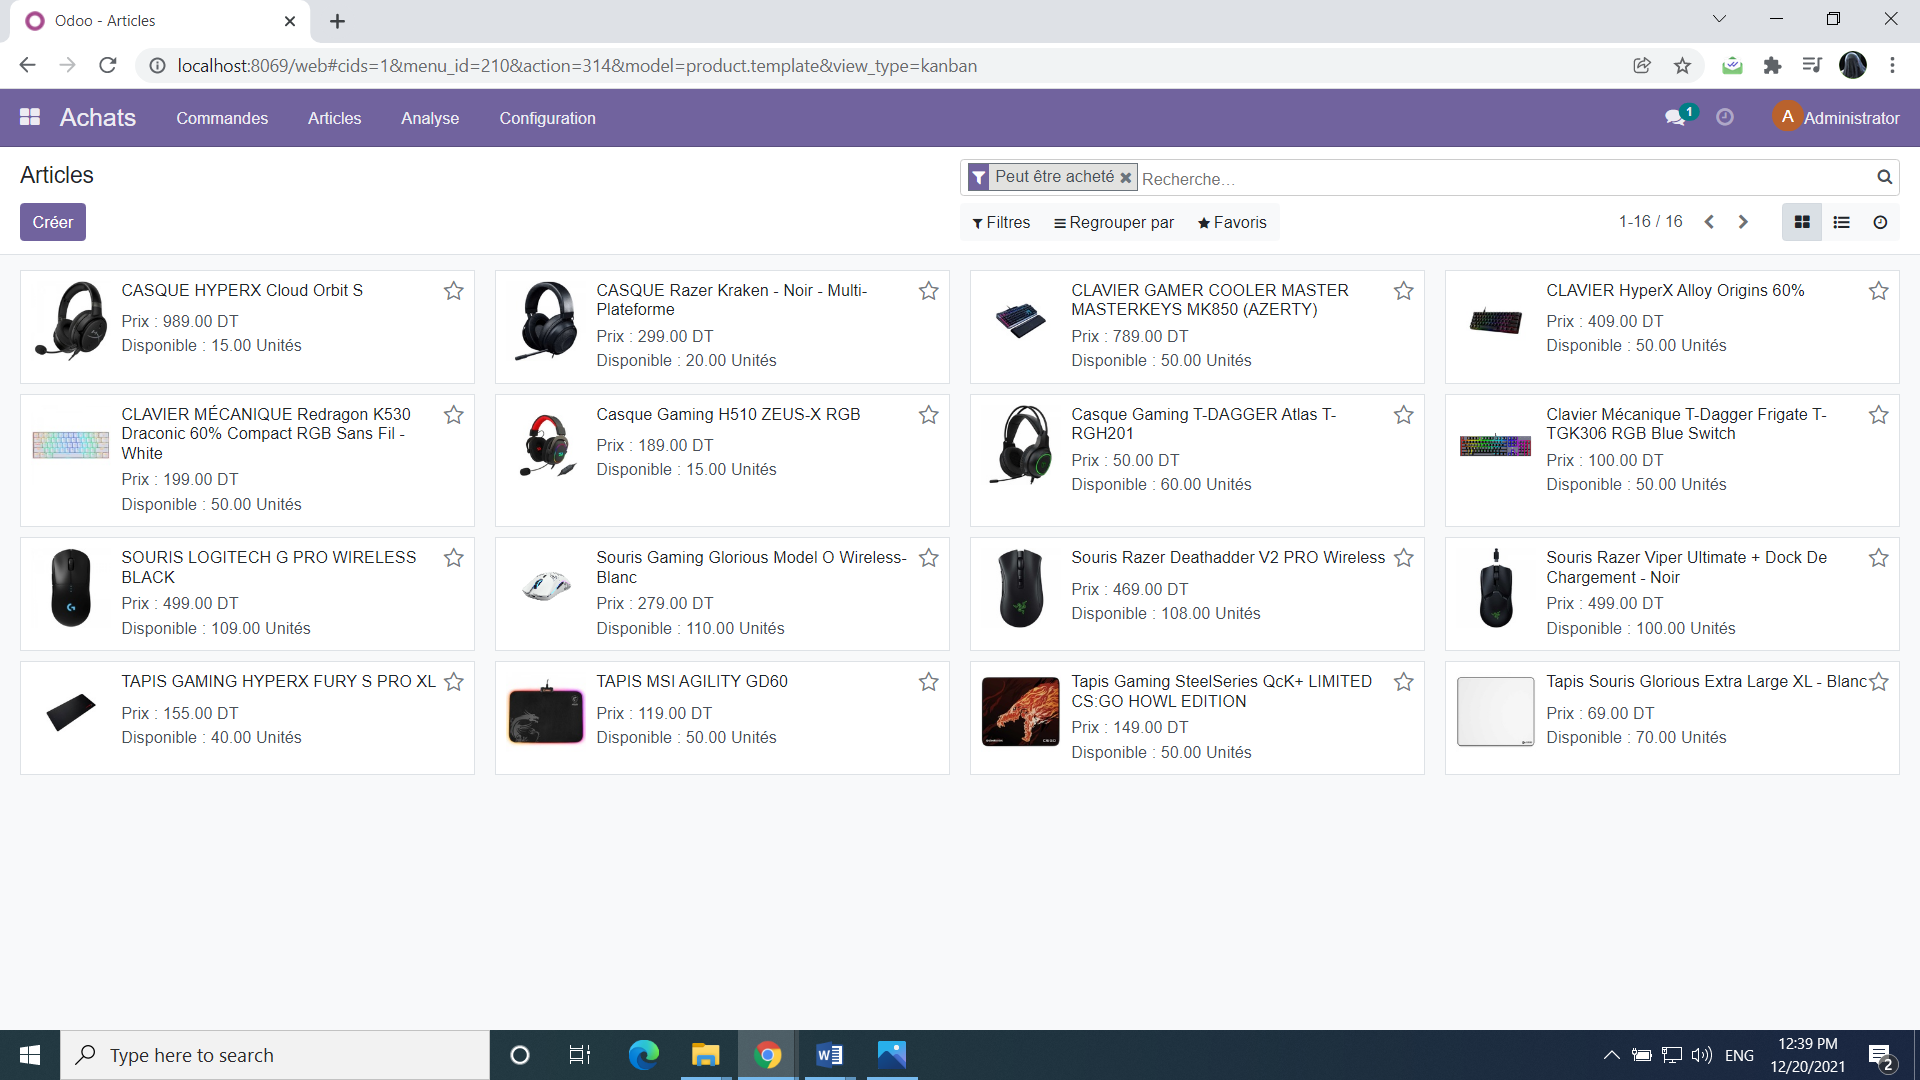 Odoo - Articles
localhost:8069/web#cids=1&menu_id=210&action=314&model=product.template&view_type=kanban
Achats
Commandes
Articles
Analyse
Configuration
1
A
Administrator
Articles
Peut être acheté
Recherche...
Créer
Filtres
Regrouper par
Favoris
1-16 / 16
CASQUE HYPERX Cloud Orbit S
Prix : 989.00 DT
Disponible : 15.00 Unités
CASQUE Razer Kraken - Noir - Multi-
Plateforme
Prix : 299.00 DT
Disponible : 20.00 Unités
CLAVIER GAMER COOLER MASTER
MASTERKEYS MK850 (AZERTY)
Prix : 789.00 DT
Disponible : 50.00 Unités
CLAVIER HyperX Alloy Origins 60%
Prix : 409.00 DT
Disponible : 50.00 Unités
CLAVIER MÉCANIQUE Redragon K530
Draconic 60% Compact RGB Sans Fil -
White
Prix : 199.00 DT
Disponible : 50.00 Unités
Casque Gaming H510 ZEUS-X RGB
Prix : 189.00 DT
Disponible : 15.00 Unités
Casque Gaming T-DAGGER Atlas T-
RGH201
Prix : 50.00 DT
Disponible : 60.00 Unités
Clavier Mécanique T-Dagger Frigate T-
TGK306 RGB Blue Switch
Prix : 100.00 DT
Disponible : 50.00 Unités
SOURIS LOGITECH G PRO WIRELESS
BLACK
Prix : 499.00 DT
Disponible : 109.00 Unités
Souris Gaming Glorious Model O Wireless-
Blanc
Prix : 279.00 DT
Disponible : 110.00 Unités
Souris Razer Deathadder V2 PRO Wireless
Prix : 469.00 DT
Disponible : 108.00 Unités
Souris Razer Viper Ultimate + Dock De
Chargement - Noir
Prix : 499.00 DT
Disponible : 100.00 Unités
TAPIS GAMING HYPERX FURY S PRO XL
Prix : 155.00 DT
Disponible : 40.00 Unités
TAPIS MSI AGILITY GD60
Prix : 119.00 DT
Disponible : 50.00 Unités
Tapis Gaming SteelSeries QcK+ LIMITED
CS:GO HOWL EDITION
Prix : 149.00 DT
Disponible : 50.00 Unités
Tapis Souris Glorious Extra Large XL - Blanc
Prix : 69.00 DT
Disponible : 70.00 Unités
Type here to search
ENG
12:39 PM
12/20/2021
2